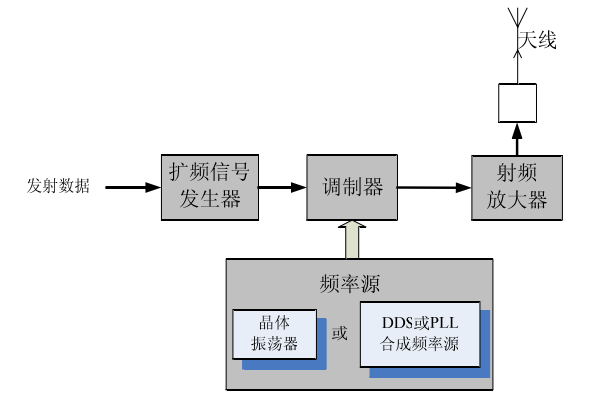 天线
扩频信号
发生器
调制器
射频
放大器
发射数据
频率源
晶体
振荡器
或
DDS或PLL
合成频率源